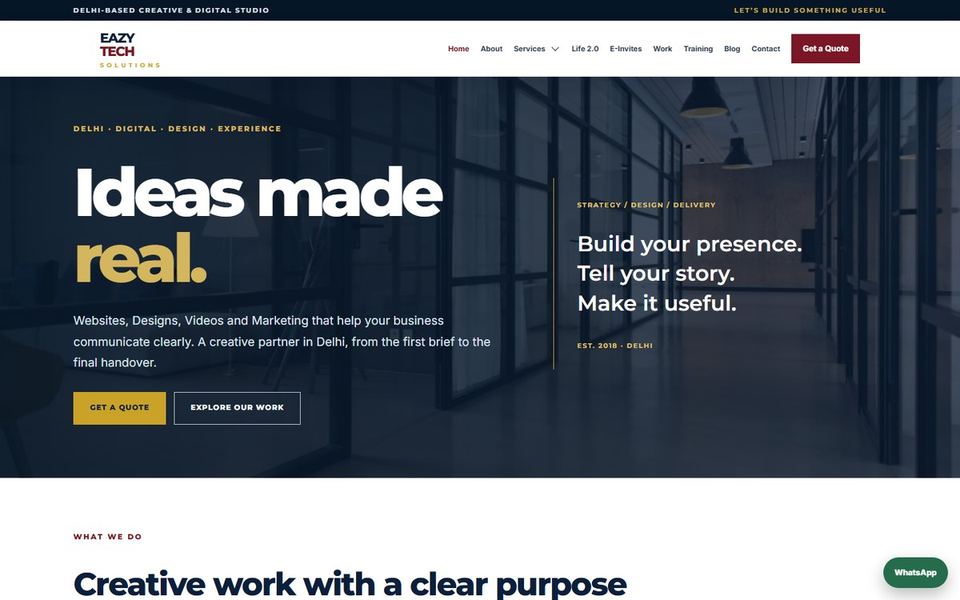 DELHI-BASED CREATIVE & DIGITAL STUDIO
LET'S BUILD SOMETHING USEFUL
EAZY
TECH
SOLUTIONS
Home About Services Life 2.0 E-Invites Work Training Blog Contact Get a Quote
DELHI · DIGITAL · DESIGN · EXPERIENCE
Ideas made
real.
Websites, Designs, Videos and Marketing that help your business
communicate clearly. A creative partner in Delhi, from the first brief to the
final handover.
GET A QUOTE
EXPLORE OUR WORK
STRATEGY / DESIGN / DELIVERY
Build your presence.
Tell your story.
Make it useful.
EST. 2018 · DELHI
WHAT WE DO
Creative work with a clear purpose
WhatsApp